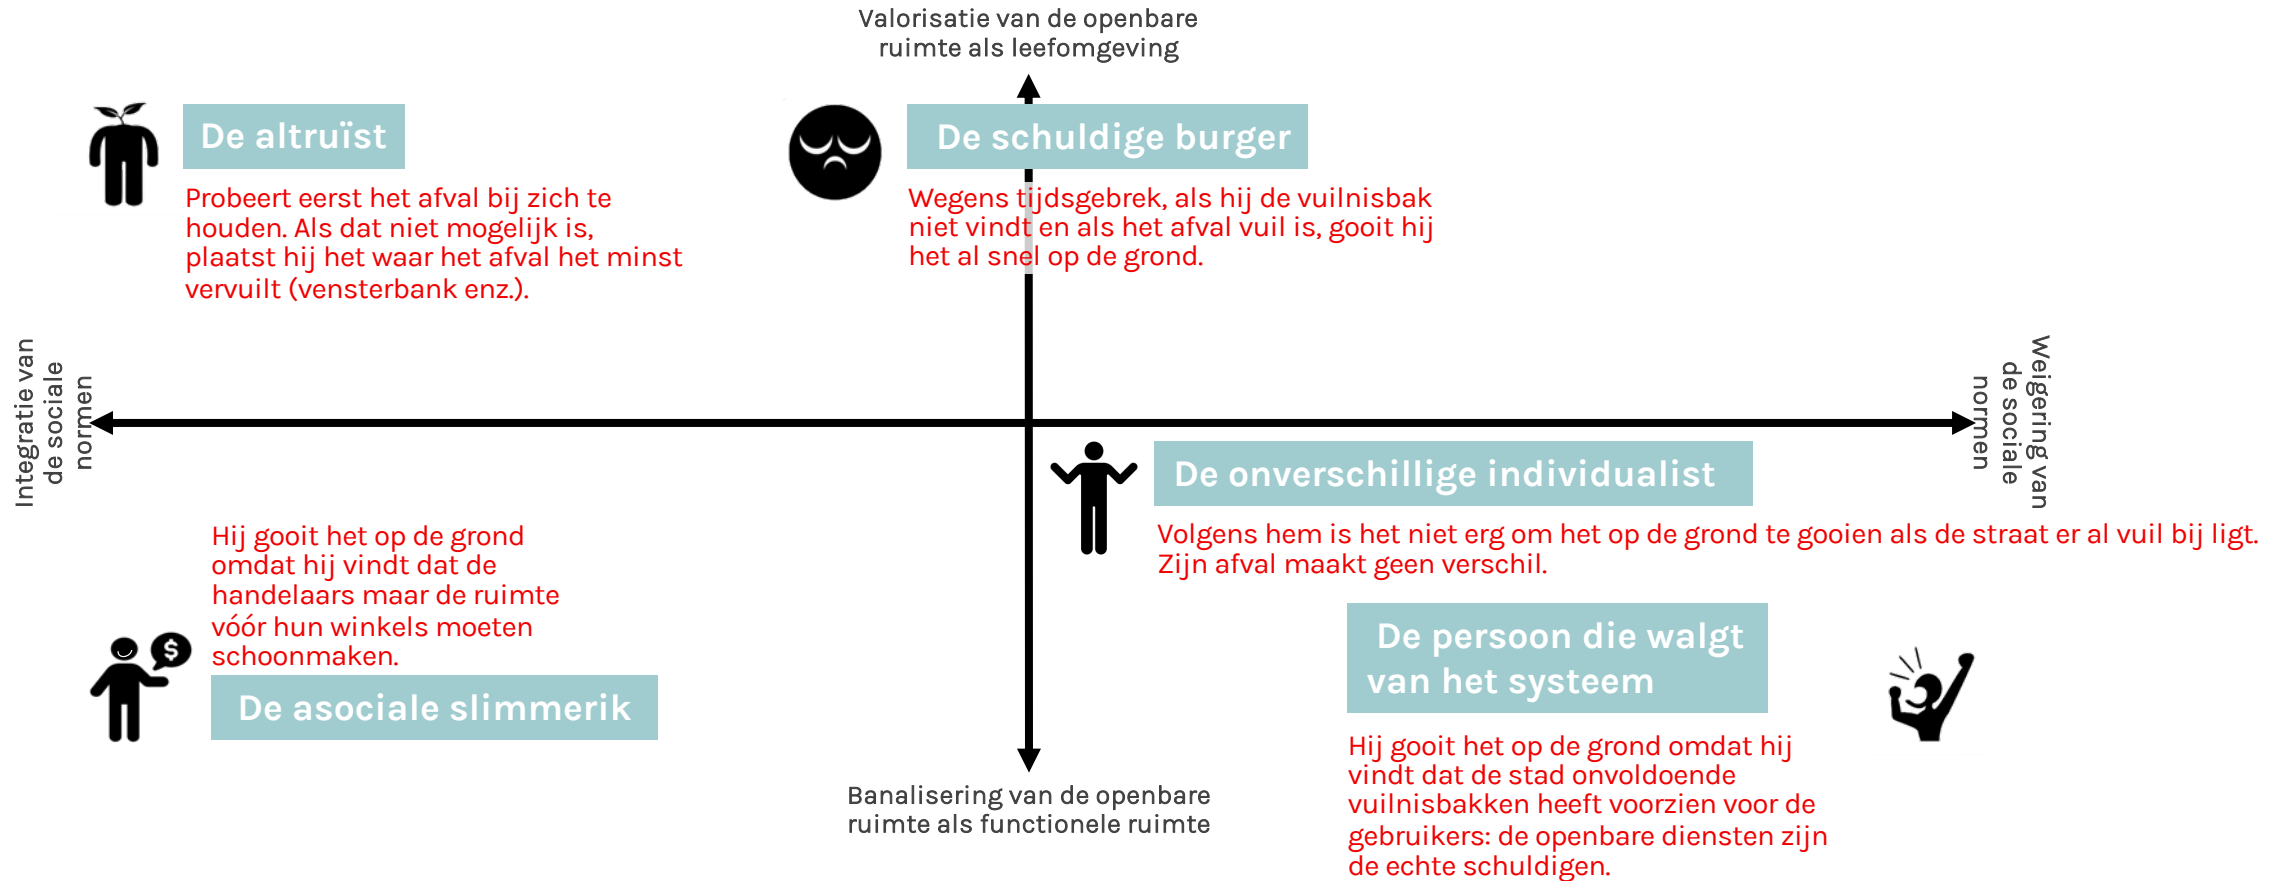 Valorisatie van de openbare
ruimte als leefomgeving
De altruïst
Probeert eerst het afval bij zich te
houden. Als dat niet mogelijk is,
plaatst hij het waar het afval het minst
vervuilt (vensterbank enz.).
De schuldige burger
Wegens tijdsgebrek, als hij de vuilnisbak
niet vindt en als het afval vuil is, gooit hij
het al snel op de grond.
Integratie van
de sociale
normen
Weigering van
de sociale
normen
De onverschillige individualist
Volgens hem is het niet erg om het op de grond te gooien als de straat er al vuil bij ligt.
Zijn afval maakt geen verschil.
Hij gooit het op de grond
omdat hij vindt dat de
handelaars maar de ruimte
vóór hun winkels moeten
schoonmaken.
$
De asociale slimmerik
De persoon die walgt
van het systeem
Hij gooit het op de grond omdat hij
vindt dat de stad onvoldoende
vuilnisbakken heeft voorzien voor de
gebruikers: de openbare diensten zijn
de echte schuldigen.
Banalisering van de openbare
ruimte als functionele ruimte